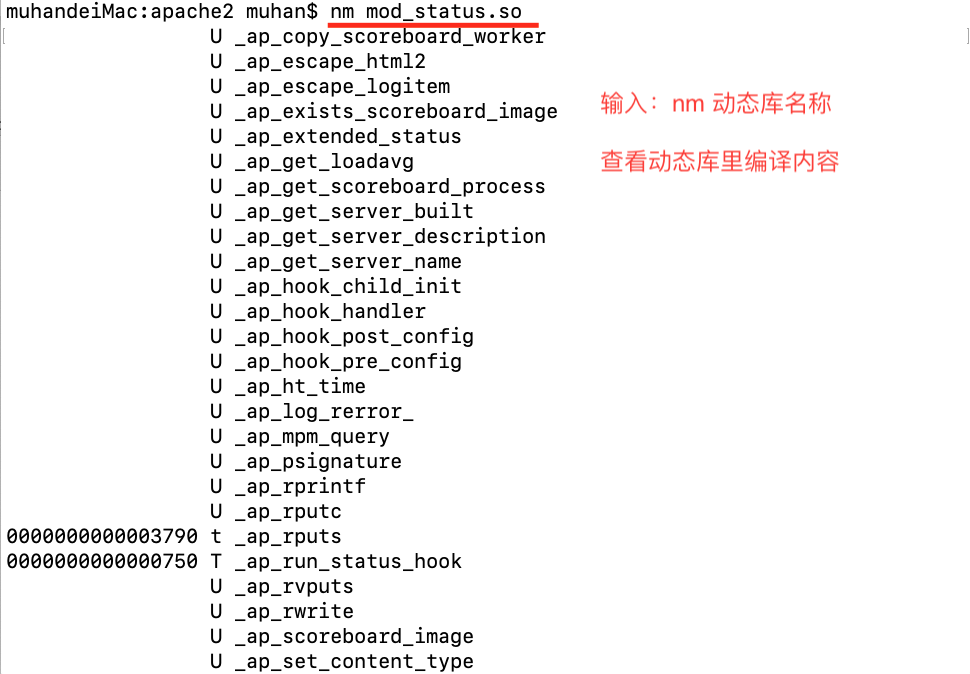 muhandeiMac:apache2 muhan$ nm mod_status.so
U _ap_copy_scoreboard_worker
U _ap_escape_html2
U _ap_escape_logitem
U _ap_exists_scoreboard_image
输入：nm 动态库名称
U _ap_extended_status
U _ap_get_loadavg
查看动态库里编译内容
U _ap_get_scoreboard_process
U _ap_get_server_built
U _ap_get_server_description
U _ap_get_server_name
U _ap_hook_child_init
U _ap_hook_handler
U _ap_hook_post_config
U _ap_hook_pre_config
U _ap_ht_time
U _ap_log_rerror_
U _ap_mpm_query
U _ap_psignature
U _ap_rprintf
U _ap_rputc
0000000000003790 t _ap_rputs
0000000000000750 T _ap_run_status_hook
U _ap_rvputs
U _ap_rwrite
U _ap_scoreboard_image
U _ap_set_content_type